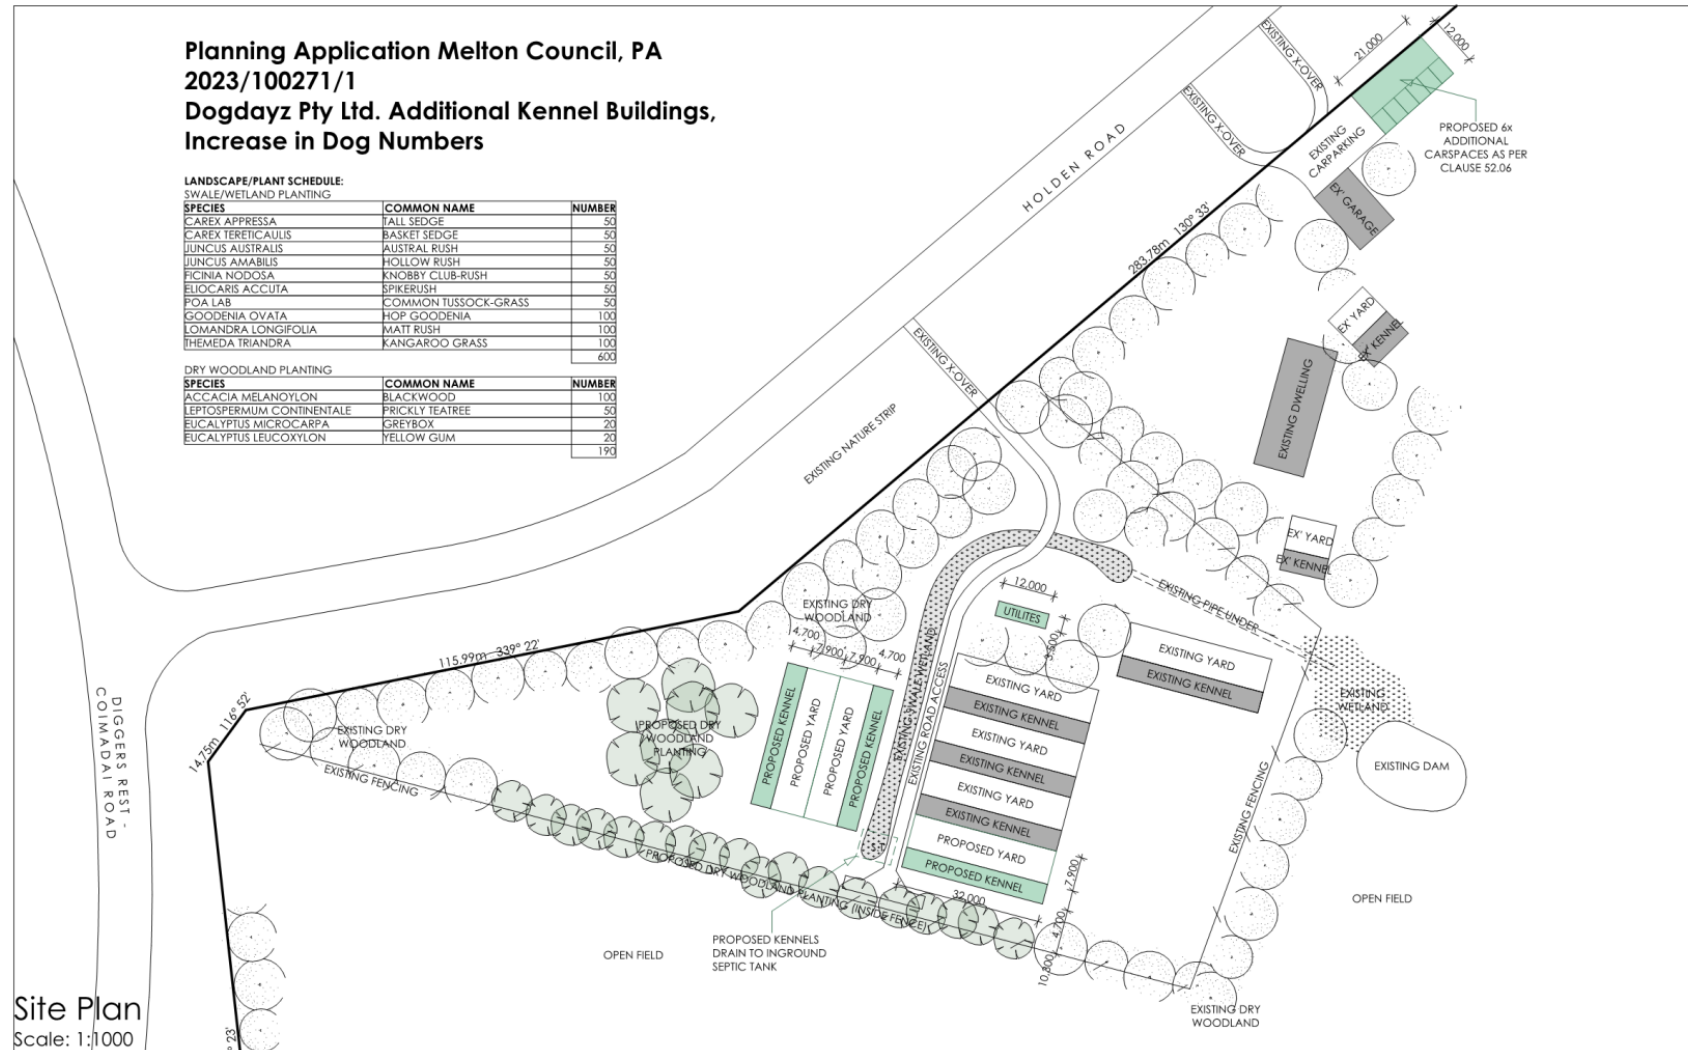 Planning Application Melton Council, PA
2023/100271/1
Dogdayz Pty Ltd. Additional Kennel Buildings,
Increase in Dog Numbers
LANDSCAPE/PLANT SCHEDULE:
SWALE/WETLAND PLANTING
SPECIES COMMON NAME NUMBER
CAREX APPRESSA TALL SEDGE 50
CAREX TERETICAULIS BASKET SEDGE 50
JUNCUS AUSTRALIS AUSTRAL RUSH 50
JUNCUS AMABILIS HOLLOW RUSH 50
FICINIA NODOSA KNOBBY CLUB-RUSH 50
ELIOCARIS ACCUTA SPIKERUSH 50
POA LAB COMMON TUSSOCK-GRASS 50
GOODENIA OVATA HOP GOODENIA 100
LOMANDRA LONGIFOLIA MATT RUSH 100
THEMEDA TRIANDRA KANGAROO GRASS 100
600
DRY WOODLAND PLANTING
SPECIES COMMON NAME NUMBER
ACCACIA MELANOYLON BLACKWOOD 100
LEPTOSPERMUM CONTINENTALE PRICKLY TEATREE 50
EUCALYPTUS MICROCARPA GREYBOX 20
EUCALYPTUS LEUCOXYLON YELLOW GUM 20
190
EXISTING X-OVER
EXISTING X-OVER
21,000
12,000
PROPOSED 6x
ADDITIONAL
CARSPACES AS PER
CLAUSE 52.06
EXISTING
CARPARKING
EX' GARAGE
HOLDEN ROAD
283.78m 130° 33'
EX' YARD
EX' KENNEL
EXISTING DWELLING
EXISTING X-OVER
EXISTING NATURE STRIP
EX' YARD
EX' KENNEL
EXISTING PIPE UNDER
12,000
UTILITES
EXISTING DRY
WOODLAND
4,700
7,900
7,900
4,700
115.99m 339° 22'
14.75m 116° 52'
DIGGERS REST -
COIMADAI ROAD
EXISTING DRY
WOODLAND
EXISTING FENCING
PROPOSED DRY
WOODLAND
PLANTING
PROPOSED KENNEL
PROPOSED YARD
PROPOSED YARD
PROPOSED KENNEL
EXISTING SWALE WETLAND
EXISTING ROAD ACCESS
EXISTING YARD
EXISTING KENNEL
EXISTING YARD
EXISTING KENNEL
EXISTING YARD
EXISTING KENNEL
PROPOSED YARD
PROPOSED KENNEL
EXISTING YARD
EXISTING KENNEL
EXISTING
WETLAND
EXISTING DAM
EXISTING FENCING
32,000
7,900
4,700
10,300
PROPOSED DRY WOODLAND PLANTING (INSIDE FENCE)
PROPOSED KENNELS
DRAIN TO INGROUND
SEPTIC TANK
OPEN FIELD
OPEN FIELD
EXISTING DRY
WOODLAND
Site Plan
Scale: 1:1000